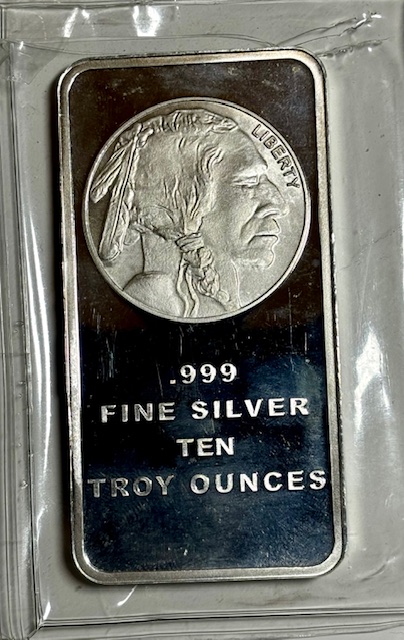 LIBERTY
.999
FINE SILVER
TEN
TROY OUNCES